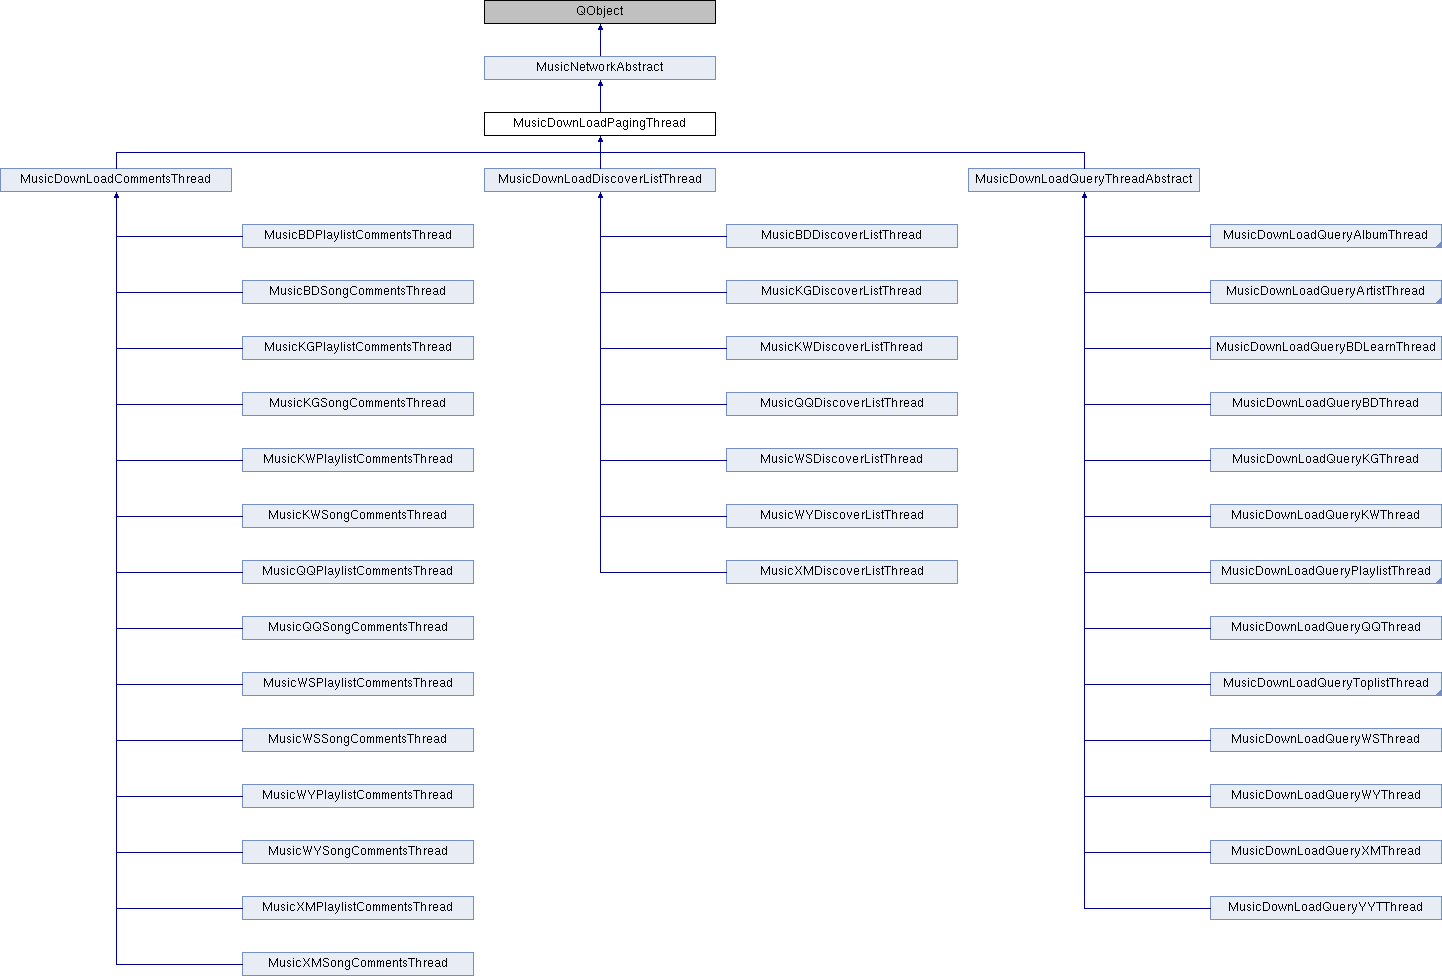 QObject
MusicNetworkAbstract
MusicDownLoadPagingThread
MusicDownLoadCommentsThread
MusicDownLoadDiscoverListThread
MusicDownLoadQueryThreadAbstract
MusicBDPlaylistCommentsThread
MusicBDDiscoverListThread
MusicDownLoadQueryAlbumThread
MusicBDSongCommentsThread
MusicKGDiscoverListThread
MusicDownLoadQueryArtistThread
MusicKGPlaylistCommentsThread
MusicKWDiscoverListThread
MusicDownLoadQueryBDLearnThread
MusicKGSongCommentsThread
MusicQQDiscoverListThread
MusicDownLoadQueryBDThread
MusicKWPlaylistCommentsThread
MusicWSDiscoverListThread
MusicDownLoadQueryKGThread
MusicKWSongCommentsThread
MusicWYDiscoverListThread
MusicDownLoadQueryKWThread
MusicQQPlaylistCommentsThread
MusicXMDiscoverListThread
MusicDownLoadQueryPlaylistThread
MusicQQSongCommentsThread
MusicDownLoadQueryQQThread
MusicWSPlaylistCommentsThread
MusicDownLoadQueryToplistThread
MusicWSSongCommentsThread
MusicDownLoadQueryWSThread
MusicWYPlaylistCommentsThread
MusicDownLoadQueryWYThread
MusicWYSongCommentsThread
MusicDownLoadQueryXMThread
MusicXMPlaylistCommentsThread
MusicDownLoadQueryYYTThread
MusicXMSongCommentsThread